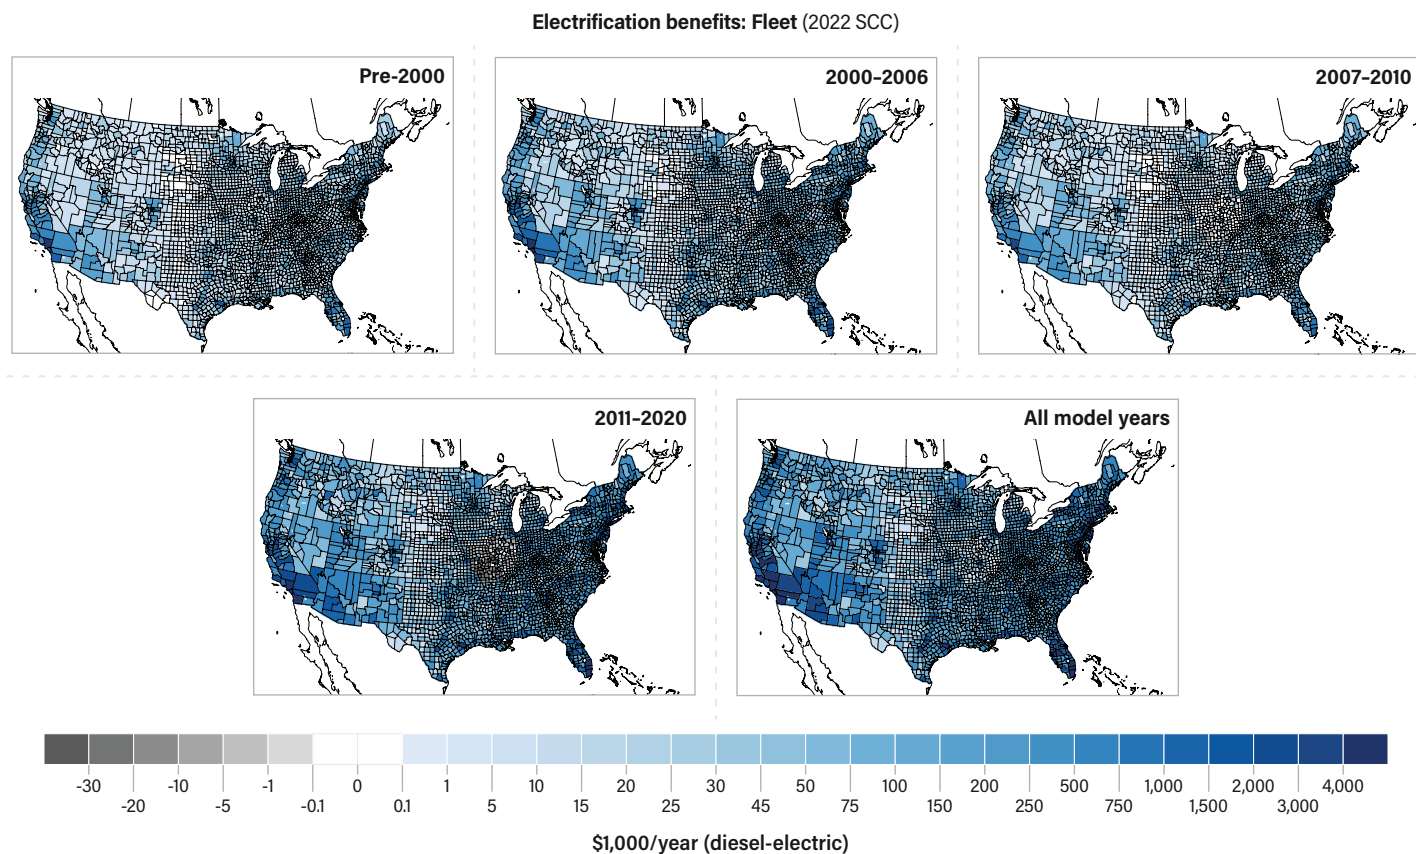 Electrification benefits: Fleet (2022 SCC)
Pre-2000
2000–2006
2007–2010
2011–2020
All model years
-30 -10 -1 0 1 10 20 30 50 100 200 500 1,000 2,000 4,000
-20 -5 -0.1 0.1 5 15 25 45 75 150 250 750 1,500 3,000
$1,000/year (diesel-electric)